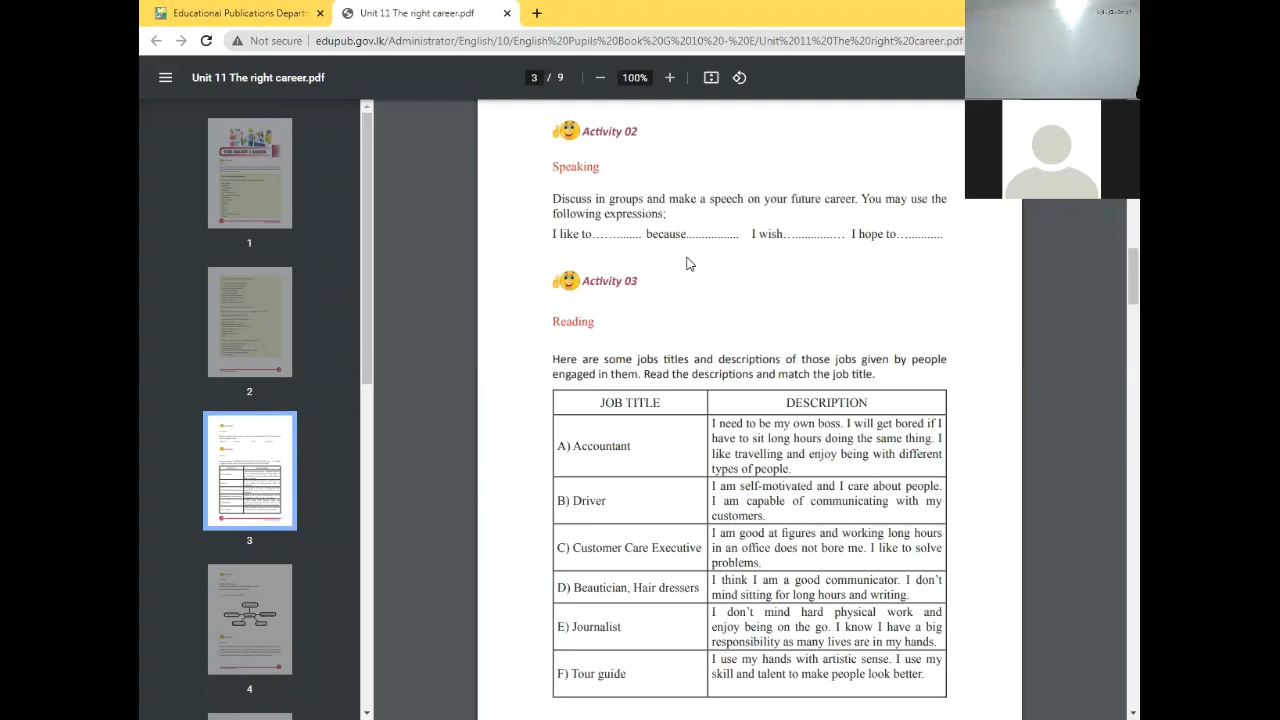 Educational Publications Departm
Unit 11 The right career.pdf
Not secure
edupub.gov.lk/Administrator/English/10/English%20Pupils%20Book%20G%2010%20-%20E/Unit%2011%20The%20right%20career.pdf
Unit 11 The right career.pdf
3 / 9
100%
THE RIGHT CAREER
1
2
3
4
Activity 02
Speaking
Discuss in groups and make a speech on your future career. You may use the
following expressions;
I like to............ because................ I wish................ I hope to............
Activity 03
Reading
Here are some jobs titles and descriptions of those jobs given by people
engaged in them. Read the descriptions and match the job title.
JOB TITLE DESCRIPTION
A) Accountant
I need to be my own boss. I will get bored if I
have to sit long hours doing the same thing. I
like travelling and enjoy being with different
types of people.
B) Driver
I am self-motivated and I care about people.
I am capable of communicating with my
customers.
C) Customer Care Executive
I am good at figures and working long hours
in an office does not bore me. I like to solve
problems.
D) Beautician, Hair dressers
I think I am a good communicator. I don't
mind sitting for long hours and writing.
E) Journalist
I don't mind hard physical work and
enjoy being on the go. I know I have a big
responsibility as many lives are in my hands.
F) Tour guide
I use my hands with artistic sense. I use my
skill and talent to make people look better.